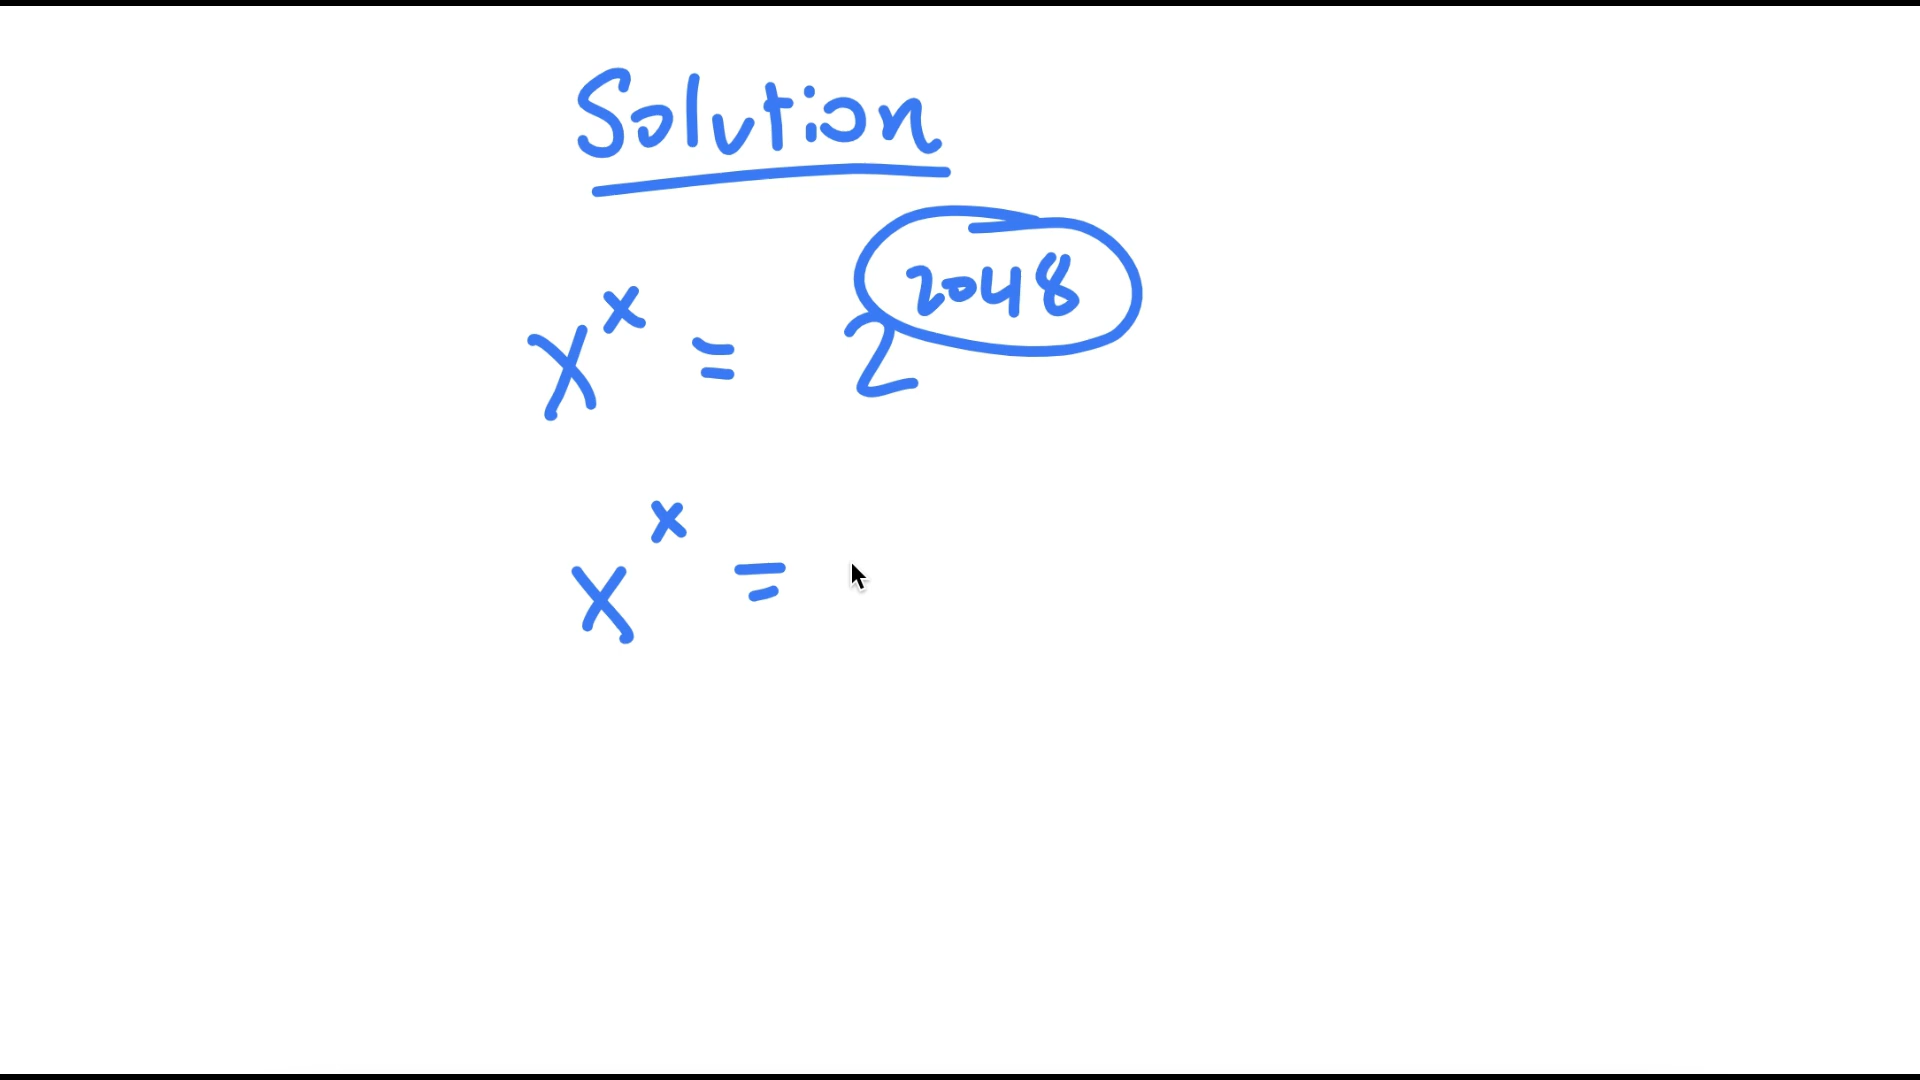 Solution
x^x = 2^2048
x^x =